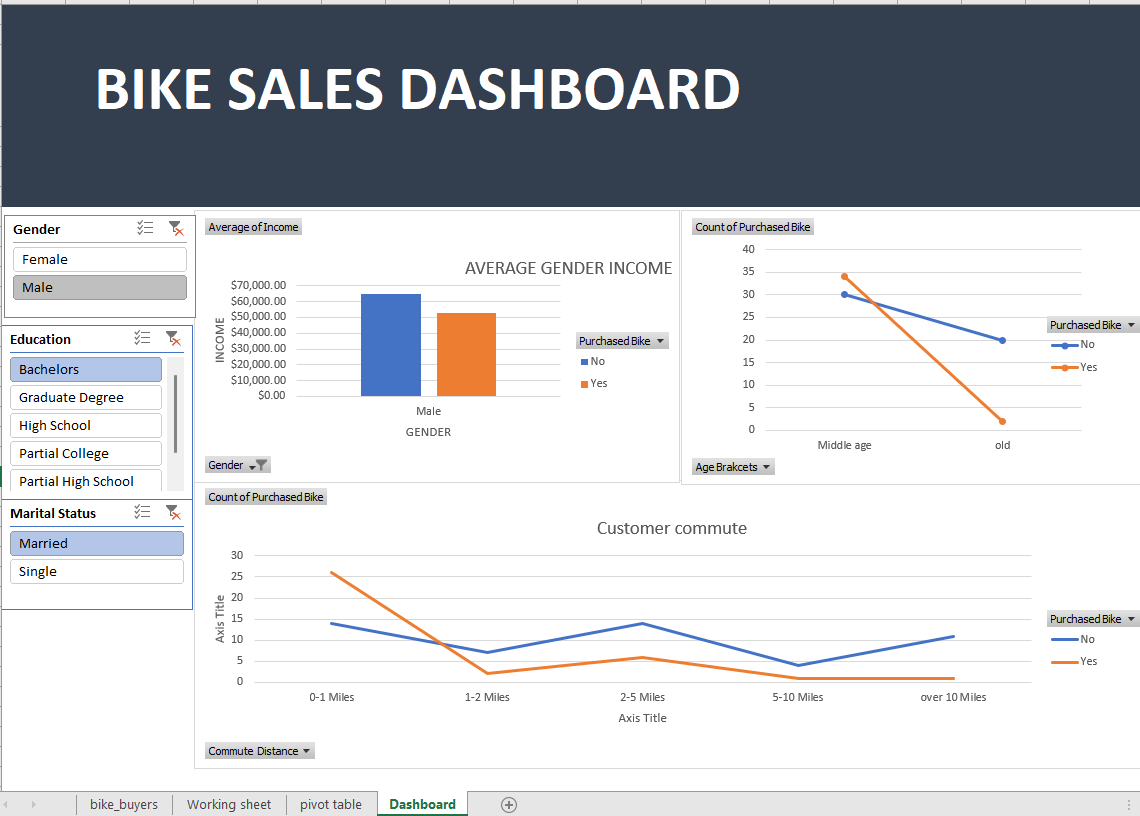 BIKE SALES DASHBOARD
Gender
Female
Male
Education
Bachelors
Graduate Degree
High School
Partial College
Partial High School
Marital Status
Married
Single
Average of Income
AVERAGE GENDER INCOME
INCOME
$70,000.00
$60,000.00
$50,000.00
$40,000.00
$30,000.00
$20,000.00
$10,000.00
$0.00
Male
GENDER
Purchased Bike
No
Yes
Gender
Count of Purchased Bike
40
35
30
25
20
15
10
5
0
Middle age
old
Purchased Bike
No
Yes
Age Brakcets
Count of Purchased Bike
Customer commute
Axis Title
30
25
20
15
10
5
0
0-1 Miles
1-2 Miles
2-5 Miles
5-10 Miles
over 10 Miles
Axis Title
Purchased Bike
No
Yes
Commute Distance
bike_buyers
Working sheet
pivot table
Dashboard